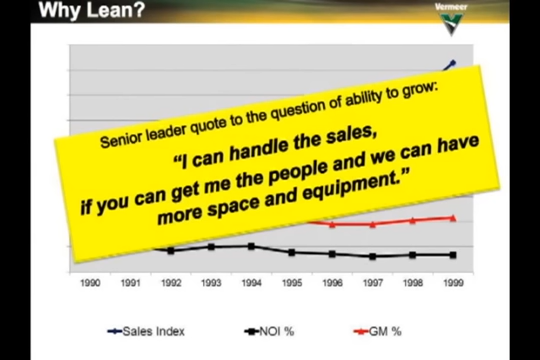 Why Lean?
Vermeer
Senior leader quote to the question of ability to grow:
“I can handle the sales,
if you can get me the people and we can have
more space and equipment.”
1990 1991 1992 1993 1994 1995 1996 1997 1998 1999
Sales Index NOI % GM %